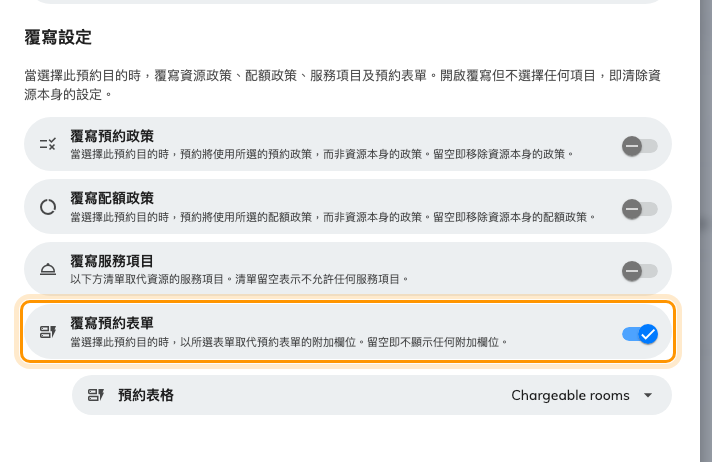 覆寫設定
當選擇此預約目的時，覆寫資源政策、配額政策、服務項目及預約表單。開啟覆寫但不選擇任何項目，即清除資
源本身的設定。
覆寫預約政策
當選擇此預約目的時，預約將使用所選的預約政策，而非資源本身的政策。留空即移除資源本身的政策。
覆寫配額政策
當選擇此預約目的時，預約將使用所選的配額政策，而非資源本身的政策。留空即移除資源本身的配額政策。
覆寫服務項目
以下方清單取代資源的服務項目。清單留空表示不允許任何服務項目。
覆寫預約表單
當選擇此預約目的時，以所選表單取代預約表單的附加欄位。留空即不顯示任何附加欄位。
預約表格
Chargeable rooms